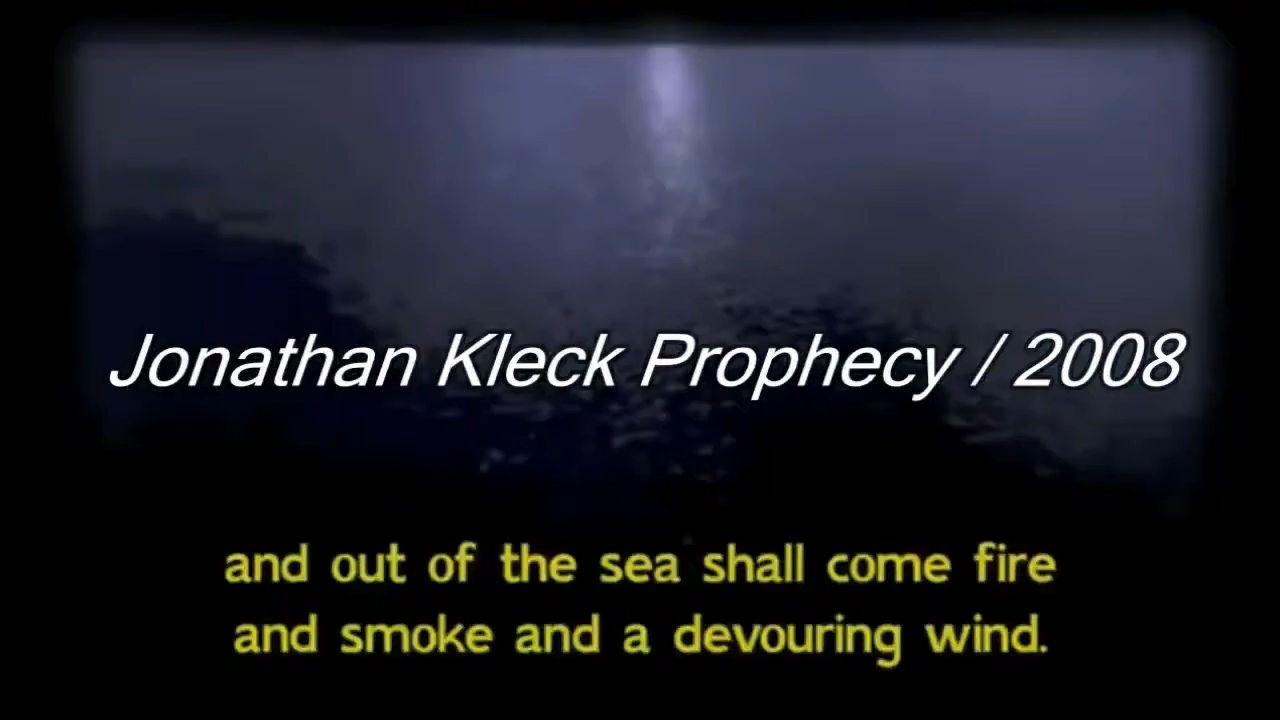 Jonathan Kleck Prophecy / 2008
and out of the sea shall come fire
and smoke and a devouring wind.